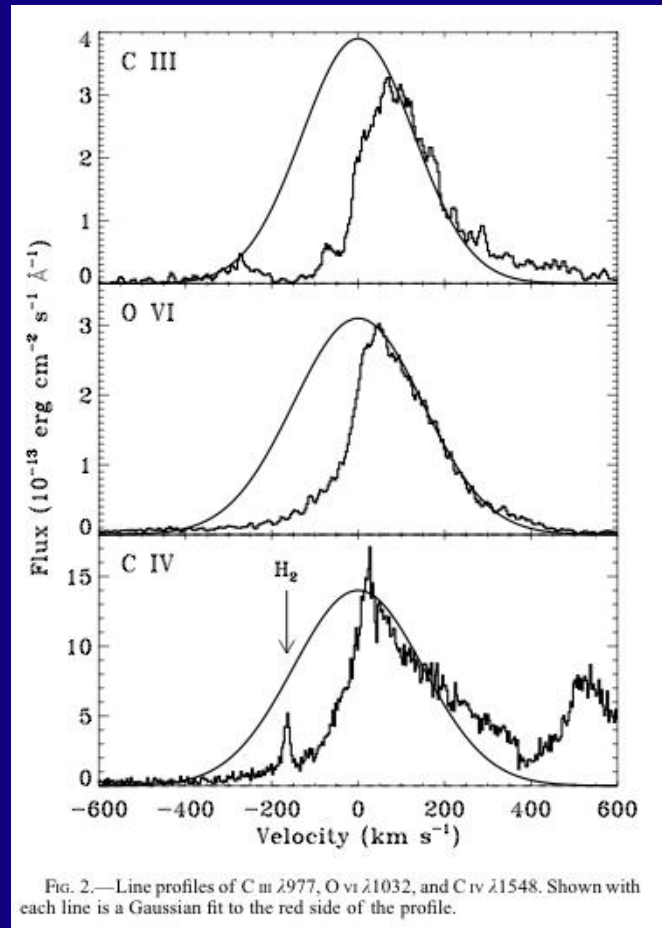 4
C III
3
2
1
0
O VI
3
2
1
0
C IV
H₂
15
10
5
0
Flux (10⁻¹³ erg cm⁻² s⁻¹ Å⁻¹)
−600 −400 −200 0 200 400 600
Velocity (km s⁻¹)
FIG. 2.—Line profiles of C III λ977, O VI λ1032, and C IV λ1548. Shown with
each line is a Gaussian fit to the red side of the profile.